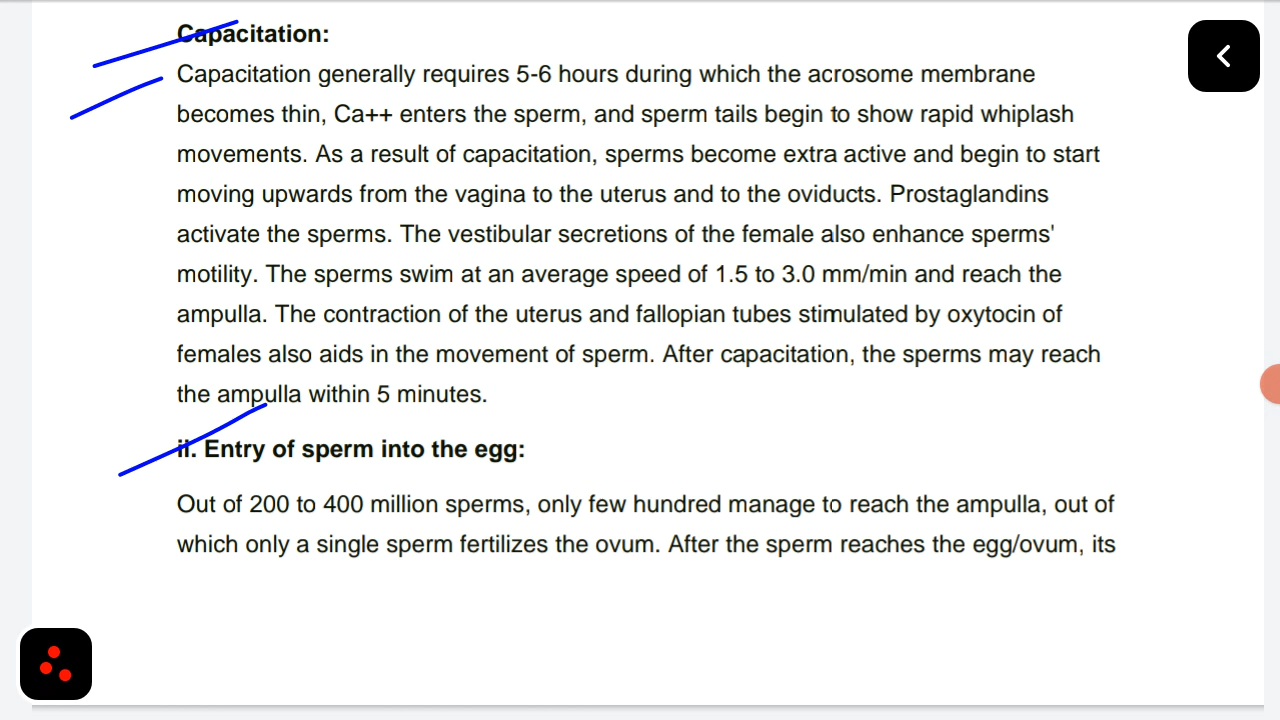 Capacitation:
Capacitation generally requires 5-6 hours during which the acrosome membrane
becomes thin, Ca++ enters the sperm, and sperm tails begin to show rapid whiplash
movements. As a result of capacitation, sperms become extra active and begin to start
moving upwards from the vagina to the uterus and to the oviducts. Prostaglandins
activate the sperms. The vestibular secretions of the female also enhance sperms'
motility. The sperms swim at an average speed of 1.5 to 3.0 mm/min and reach the
ampulla. The contraction of the uterus and fallopian tubes stimulated by oxytocin of
females also aids in the movement of sperm. After capacitation, the sperms may reach
the ampulla within 5 minutes.
ii. Entry of sperm into the egg:
Out of 200 to 400 million sperms, only few hundred manage to reach the ampulla, out of
which only a single sperm fertilizes the ovum. After the sperm reaches the egg/ovum, its